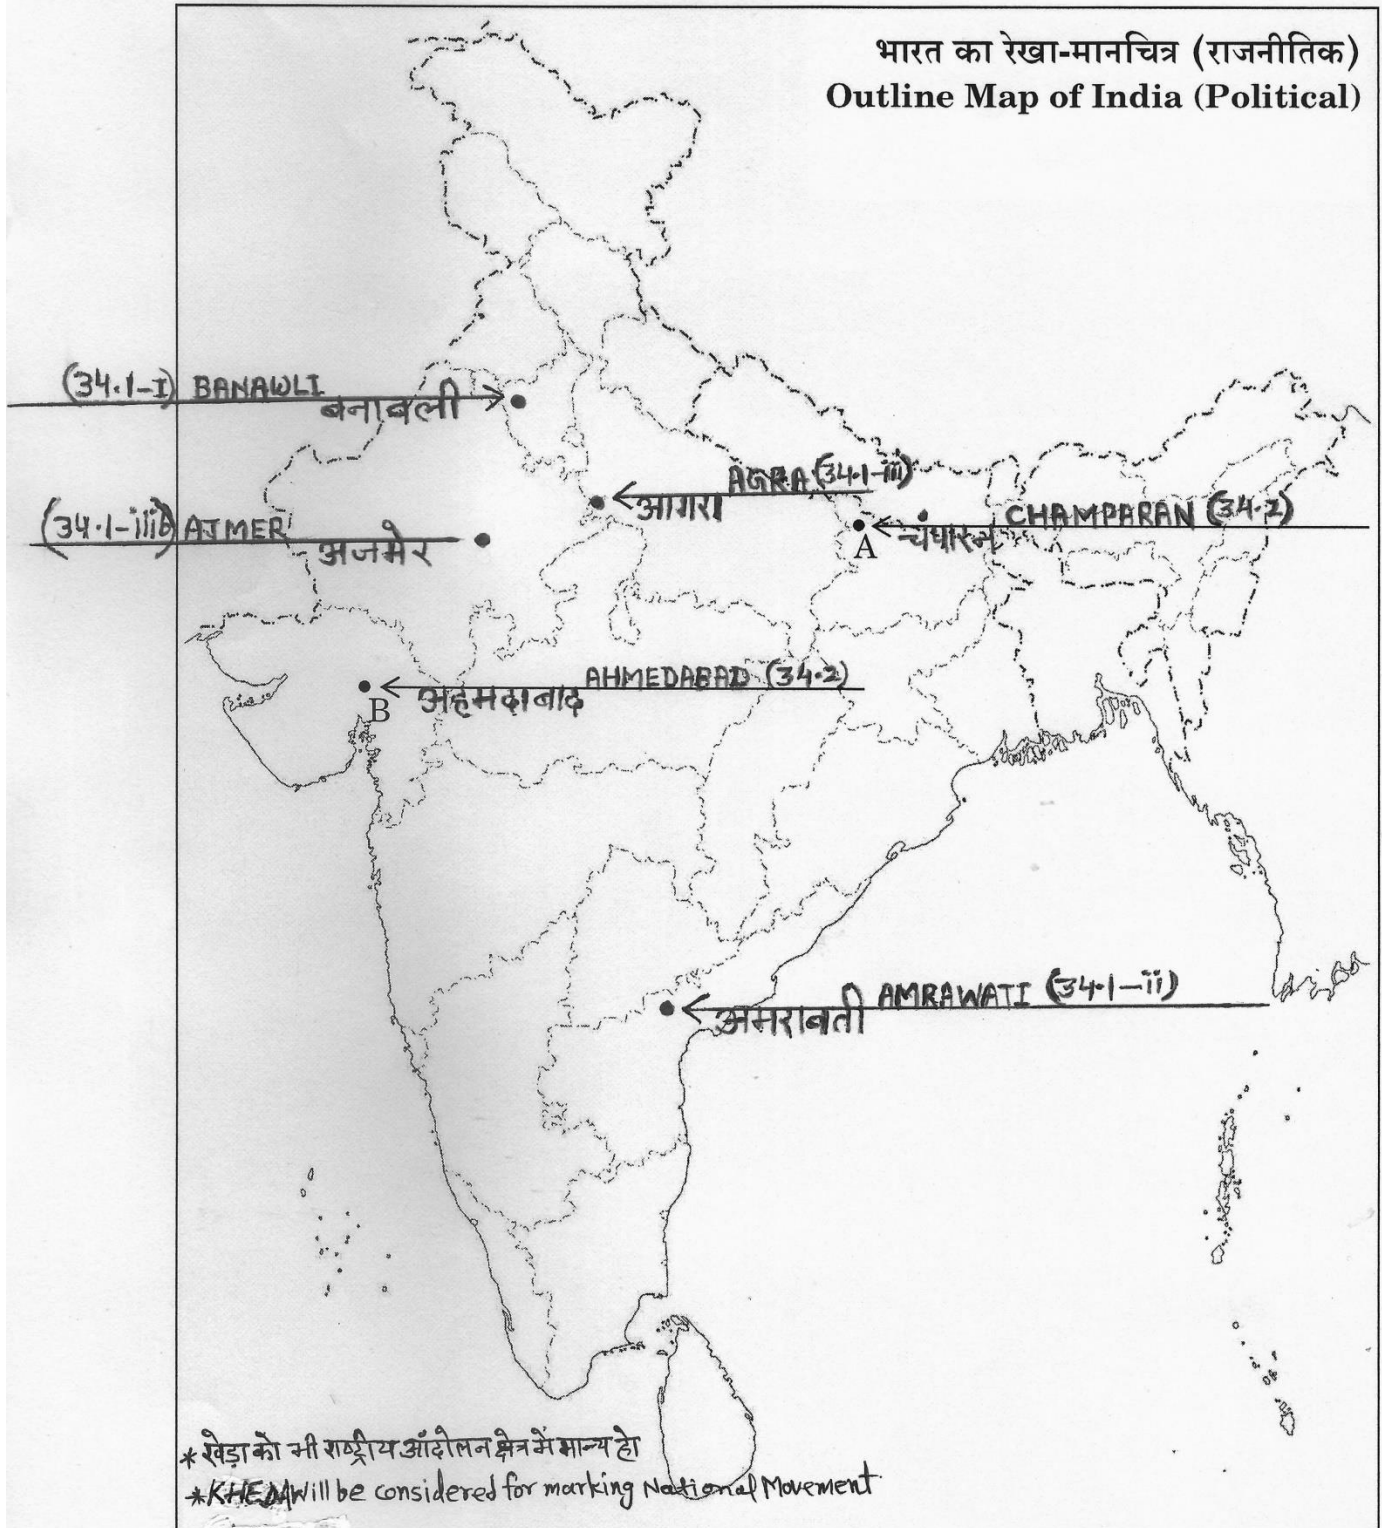 भारत का रेखा-मानचित्र (राजनीतिक)
Outline Map of India (Political)
(34.1-I) BANAWLI
बनावली
AGRA (34.1-iii)
आगरा
(34.1-iiib) AJMER
अजमेर
CHAMPARAN (34.2)
चंपारन
A
AHMEDABAD (34.2)
अहमदाबाद
B
AMRAWATI (34.1-ii)
अमरावती
* खेड़ा को भी राष्ट्रीय आंदोलन क्षेत्र में मान्य हो
* KHEDA Will be considered for marking National Movement